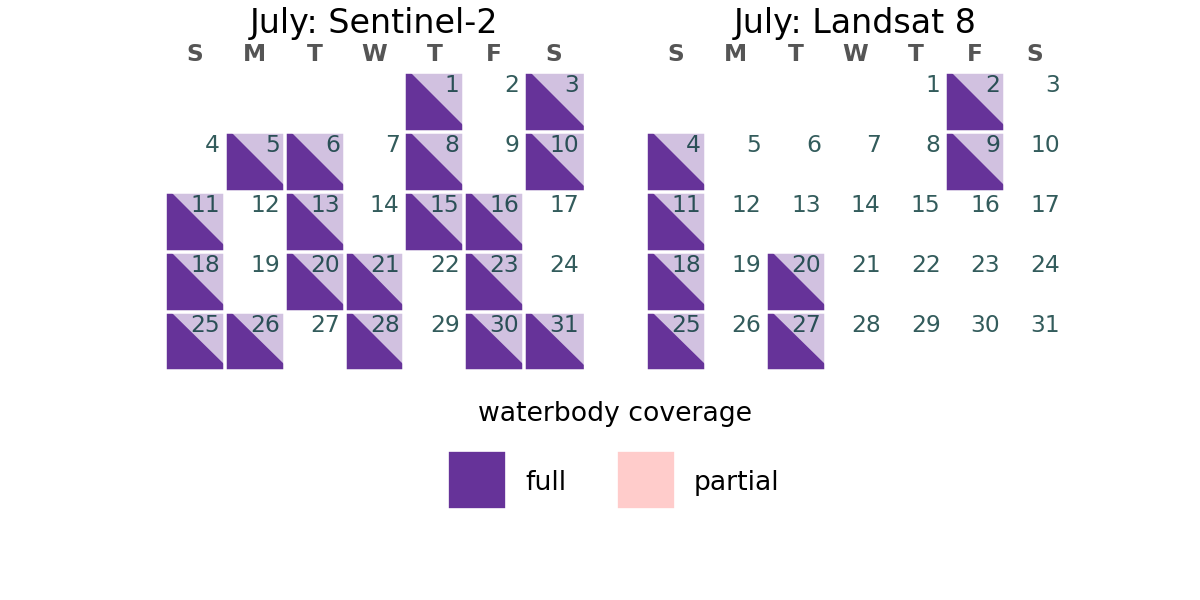 July: Sentinel-2
S M T W T F S
1 2 3
4 5 6 7 8 9 10
11 12 13 14 15 16 17
18 19 20 21 22 23 24
25 26 27 28 29 30 31
July: Landsat 8
S M T W T F S
1 2 3
4 5 6 7 8 9 10
11 12 13 14 15 16 17
18 19 20 21 22 23 24
25 26 27 28 29 30 31
waterbody coverage
full partial